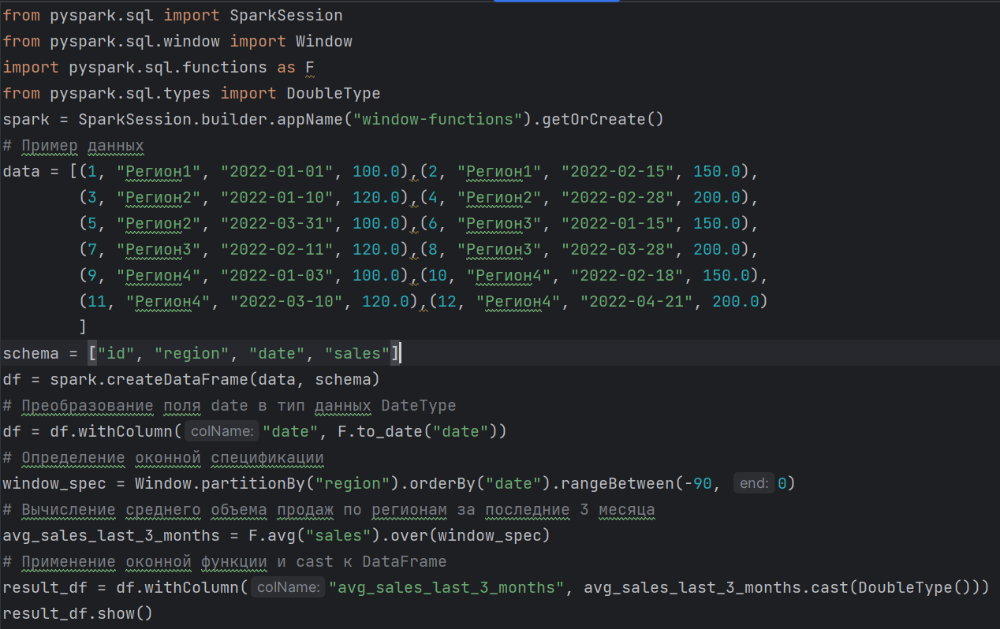 from pyspark.sql import SparkSession
from pyspark.sql.window import Window
import pyspark.sql.functions as F
from pyspark.sql.types import DoubleType
spark = SparkSession.builder.appName("window-functions").getOrCreate()
# Пример данных
data = [(1, "Регион1", "2022-01-01", 100.0),(2, "Регион1", "2022-02-15", 150.0),
(3, "Регион2", "2022-01-10", 120.0),(4, "Регион2", "2022-02-28", 200.0),
(5, "Регион2", "2022-03-31", 100.0),(6, "Регион3", "2022-01-15", 150.0),
(7, "Регион3", "2022-02-11", 120.0),(8, "Регион3", "2022-03-28", 200.0),
(9, "Регион4", "2022-01-03", 100.0),(10, "Регион4", "2022-02-18", 150.0),
(11, "Регион4", "2022-03-10", 120.0),(12, "Регион4", "2022-04-21", 200.0)
]
schema = ["id", "region", "date", "sales"]
df = spark.createDataFrame(data, schema)
# Преобразование поля date в тип данных DateType
df = df.withColumn( colName: "date", F.to_date("date"))
# Определение оконной спецификации
window_spec = Window.partitionBy("region").orderBy("date").rangeBetween(-90, end: 0)
# Вычисление среднего объема продаж по регионам за последние 3 месяца
avg_sales_last_3_months = F.avg("sales").over(window_spec)
# Применение оконной функции и cast к DataFrame
result_df = df.withColumn( colName: "avg_sales_last_3_months", avg_sales_last_3_months.cast(DoubleType()))
result_df.show()